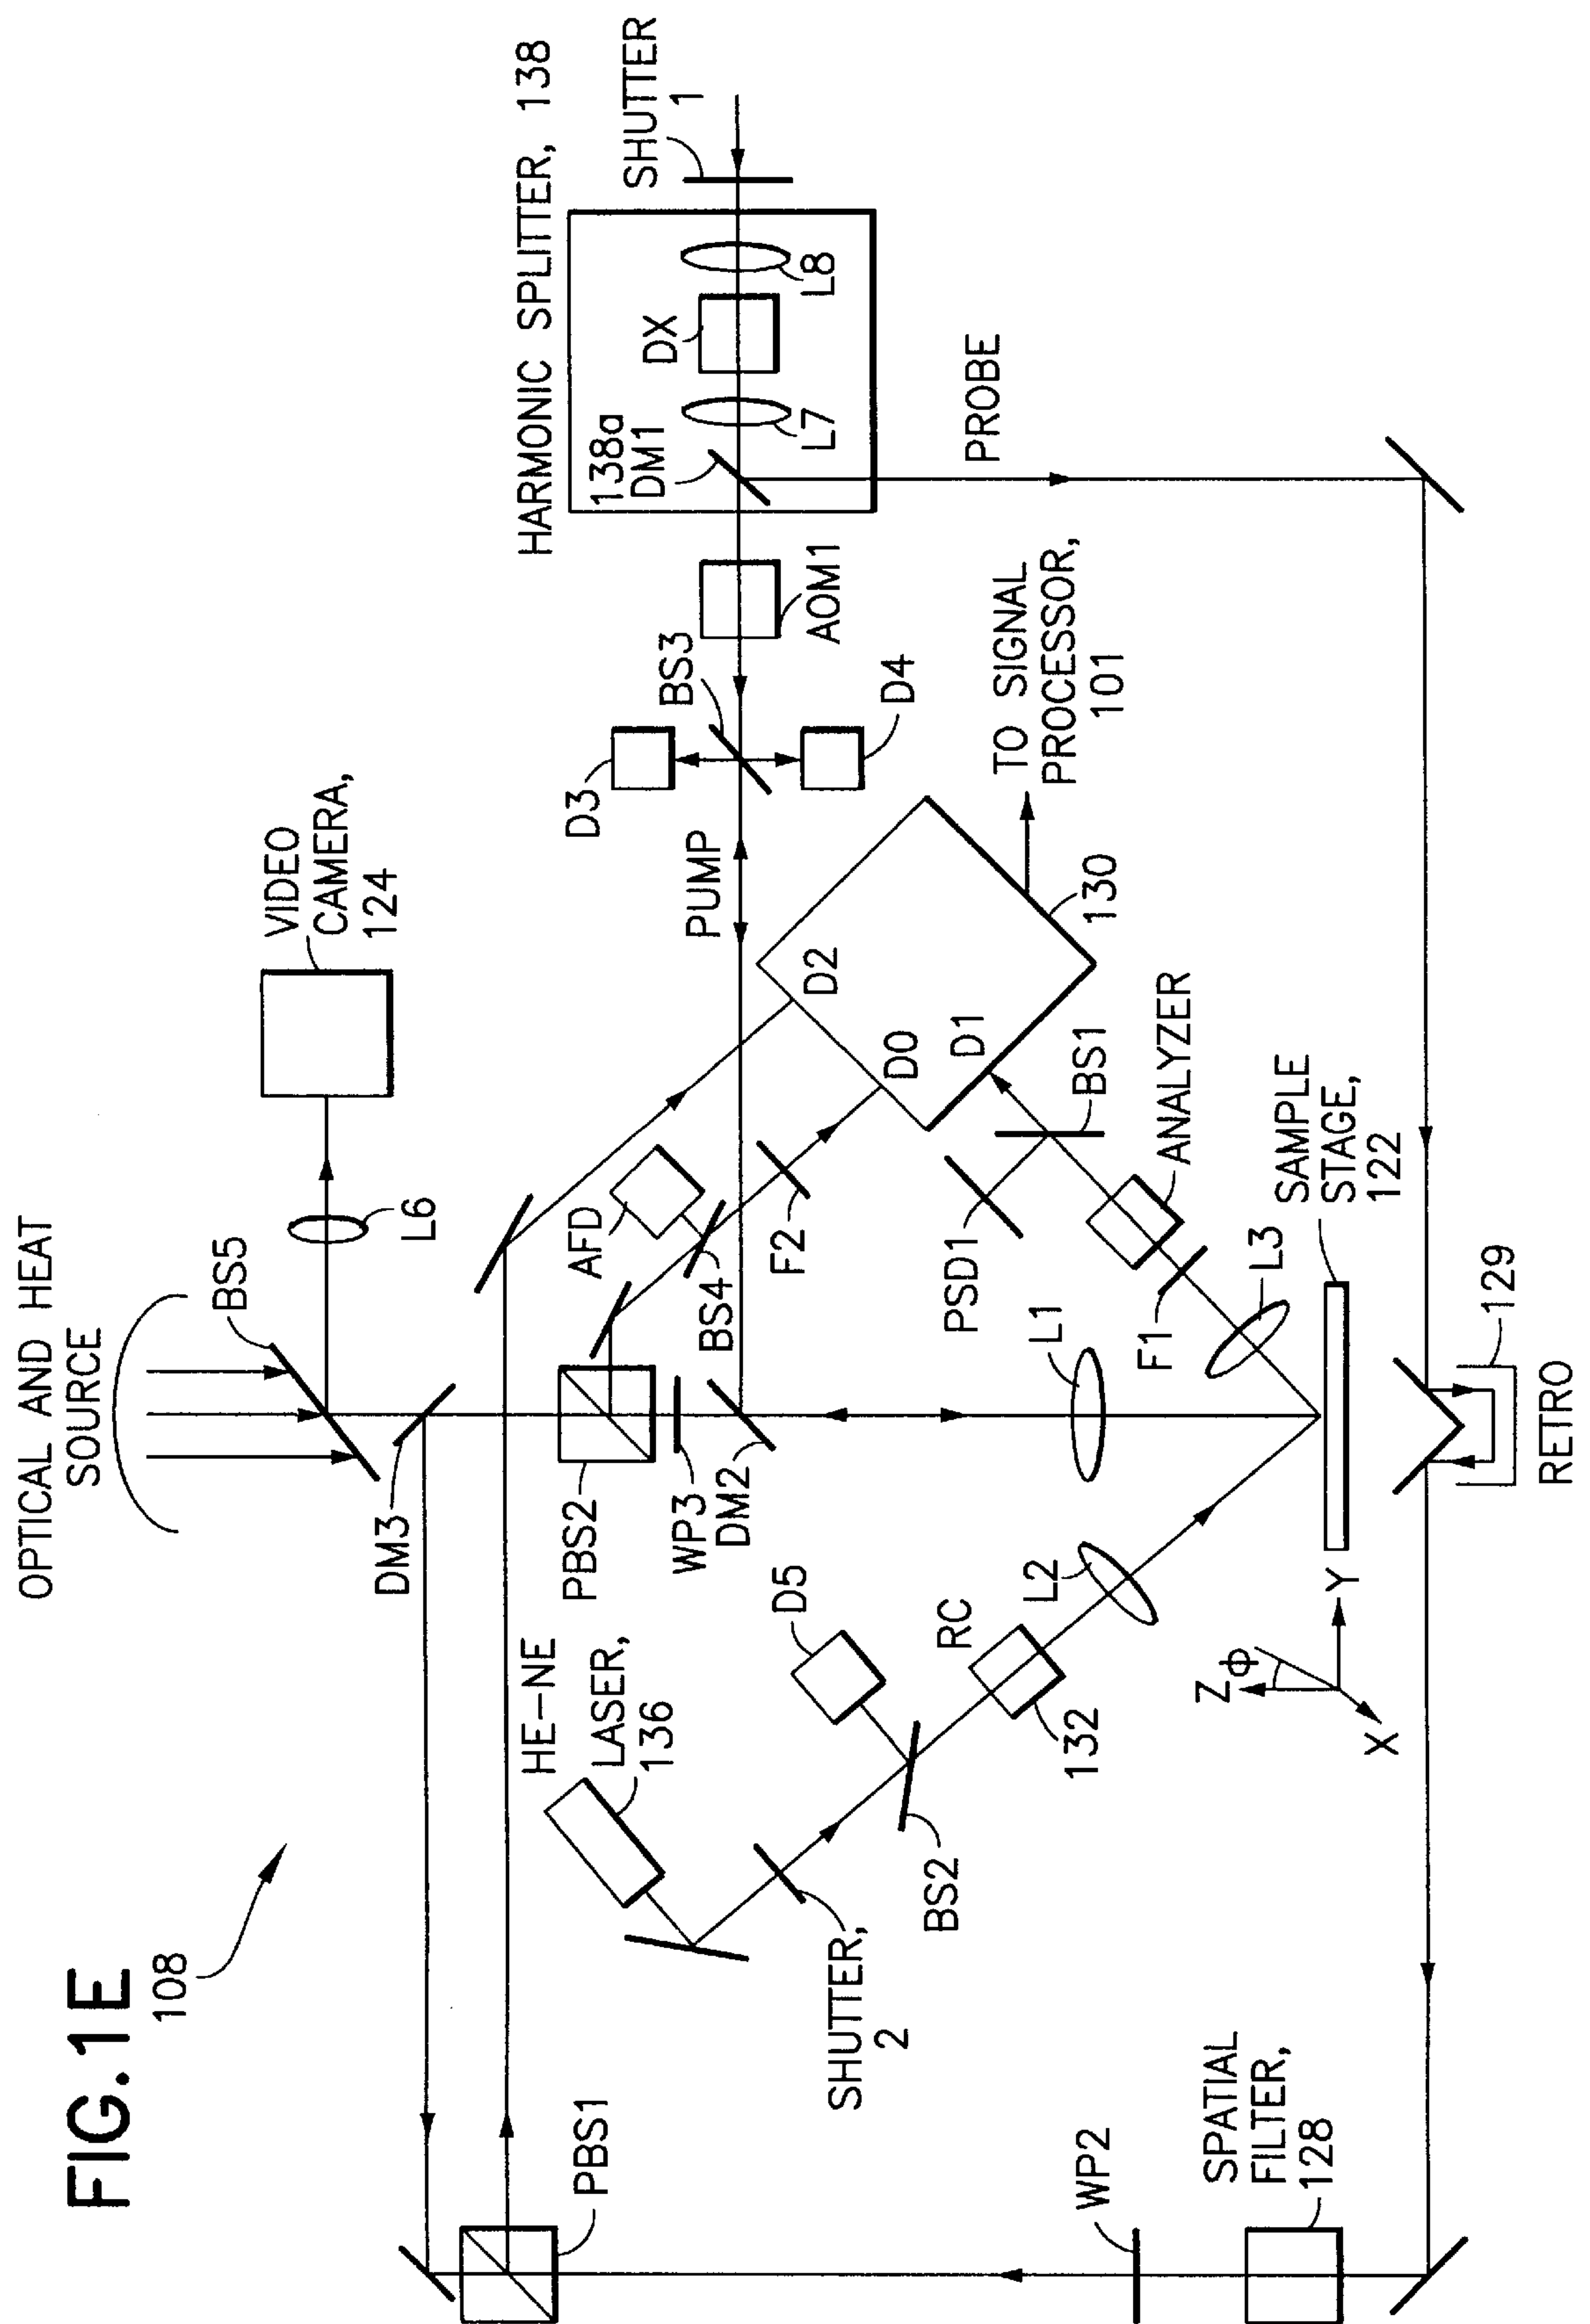 FIG.1E
108
OPTICAL AND HEAT
SOURCE
BS5
VIDEO
CAMERA,
124
L6
DM3
HARMONIC SPLITTER, 138
SHUTTER
1
DX
L8
138a
DM1
L7
AOM1
BS3
D3
D4
PUMP
PROBE
PBS2
WP3
DM2
AFD
BS4
F2
D2
D0
D1
130
TO SIGNAL
PROCESSOR,
101
HE-NE
LASER,
136
D5
SHUTTER,
2
BS2
RC
132
L2
L1
PSD1
BS1
ANALYZER
F1
L3
SAMPLE
STAGE,
122
Z
Φ
Y
X
129
RETRO
PBS1
WP2
SPATIAL
FILTER,
128